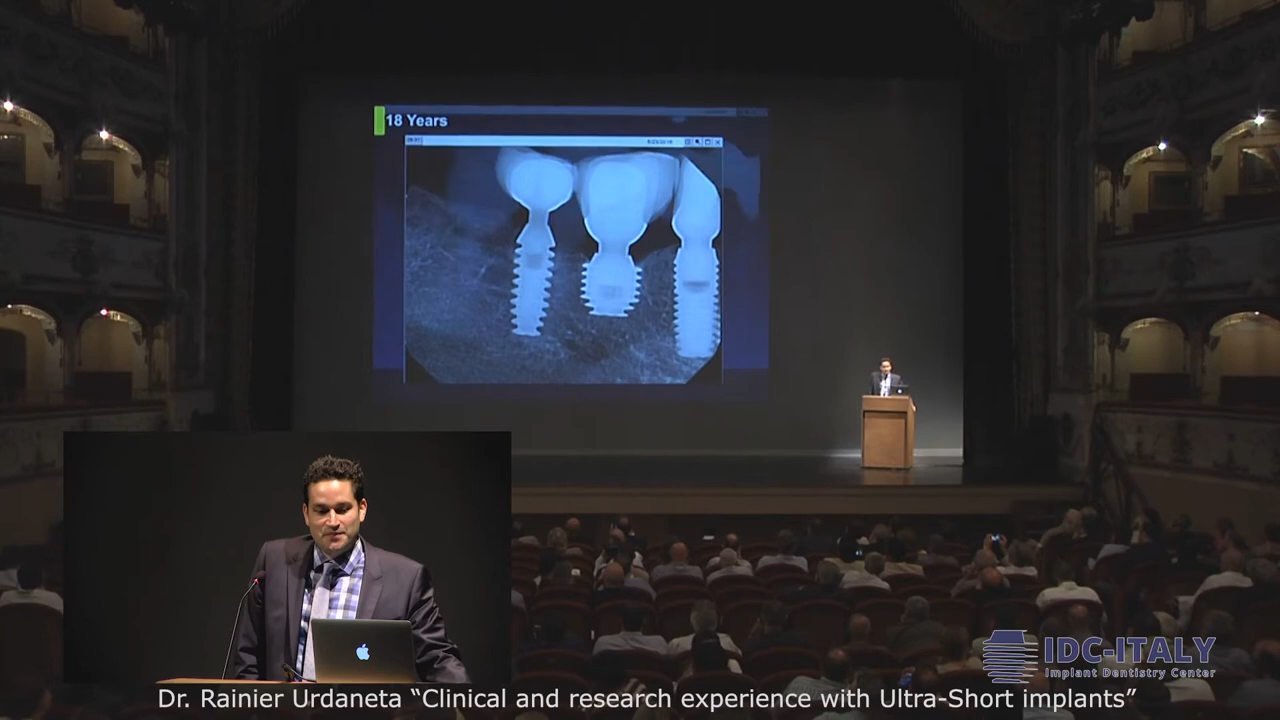 18 Years
IDC-ITALY
Implant Dentistry Center
Dr. Rainier Urdaneta “Clinical and research experience with Ultra-Short implants”